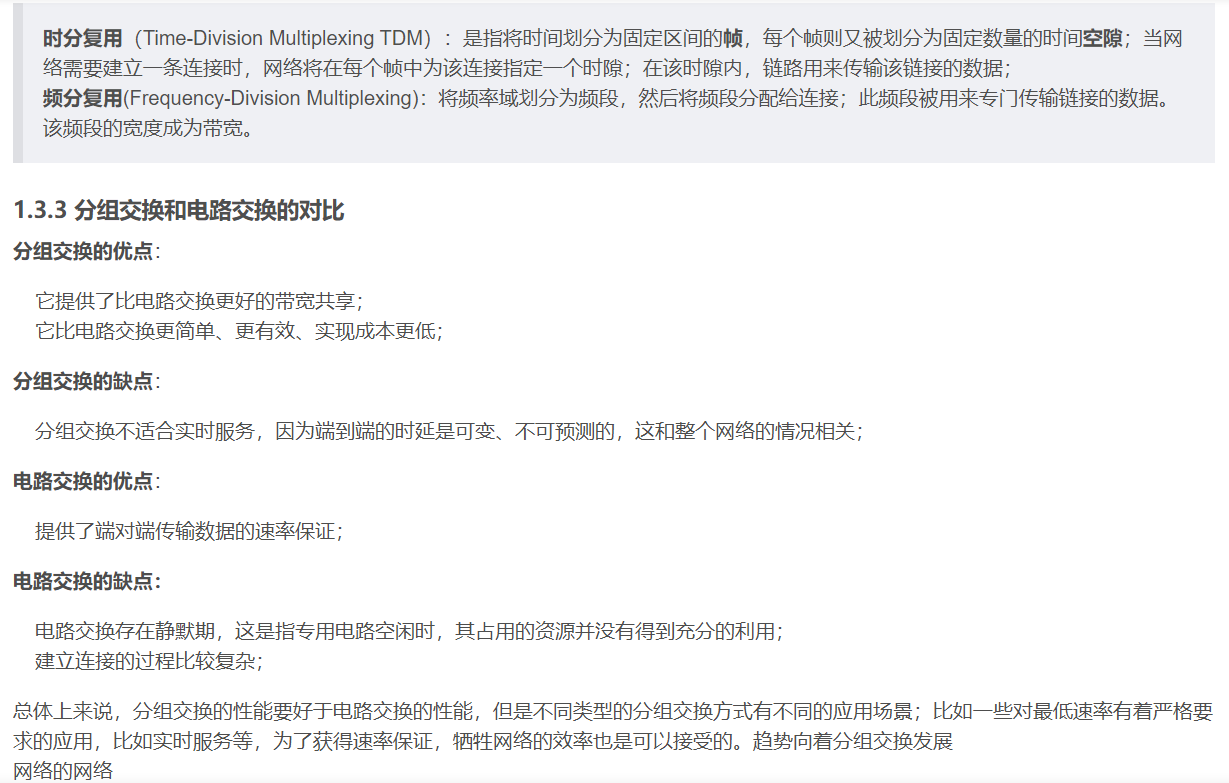 时分复用（Time-Division Multiplexing TDM）：是指将时间划分为固定区间的帧，每个帧则又被划分为固定数量的时间空隙；当网
络需要建立一条连接时，网络将在每个帧中为该连接指定一个时隙；在该时隙内，链路用来传输该链接的数据；
频分复用(Frequency-Division Multiplexing)：将频率域划分为频段，然后将频段分配给连接；此频段被用来专门传输链接的数据。
该频段的宽度成为带宽。
1.3.3 分组交换和电路交换的对比
分组交换的优点：
它提供了比电路交换更好的带宽共享；
它比电路交换更简单、更有效、实现成本更低；
分组交换的缺点：
分组交换不适合实时服务，因为端到端的时延是可变、不可预测的，这和整个网络的情况相关；
电路交换的优点：
提供了端对端传输数据的速率保证；
电路交换的缺点：
电路交换存在静默期，这是指专用电路空闲时，其占用的资源并没有得到充分的利用；
建立连接的过程比较复杂；
总体上来说，分组交换的性能要好于电路交换的性能，但是不同类型的分组交换方式有不同的应用场景；比如一些对最低速率有着严格要
求的应用，比如实时服务等，为了获得速率保证，牺牲网络的效率也是可以接受的。趋势向着分组交换发展
网络的网络